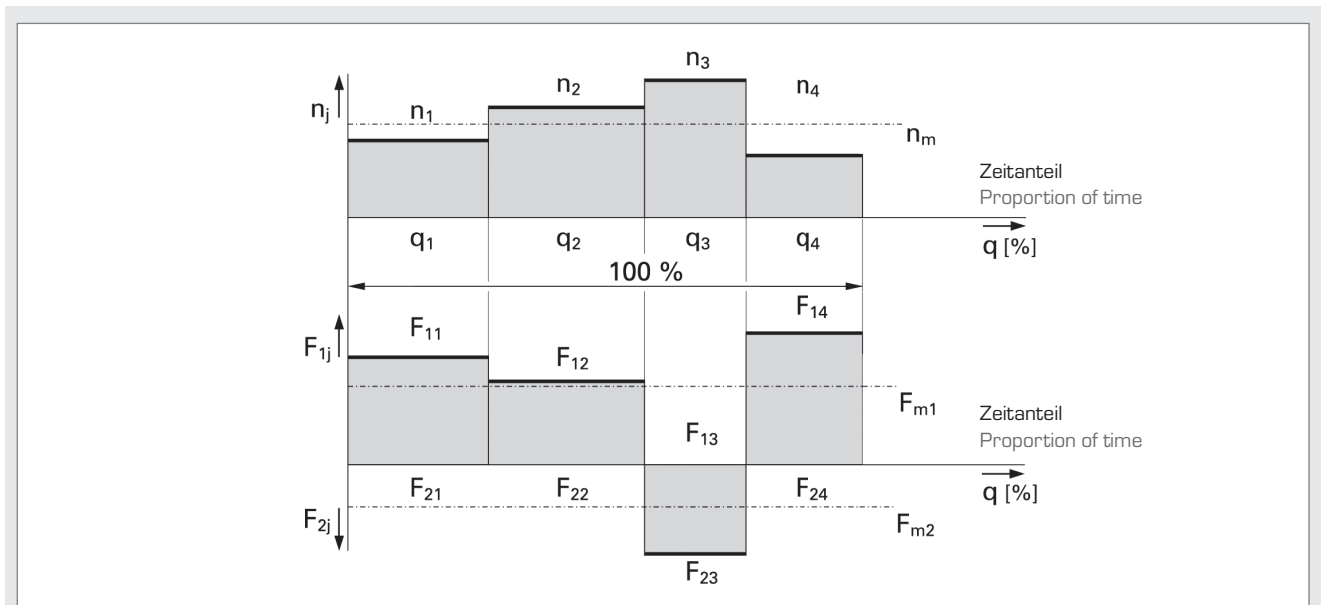 n₃
n₂
n₄
nⱼ
n₁
nₘ
Zeitanteil
Proportion of time
q₁ q₂ q₃ q₄
q [%]
100 %
F₁₄
F₁₁
F₁ⱼ
F₁₂
Fₘ₁
Zeitanteil
F₁₃
Proportion of time
F₂₁ F₂₂ F₂₄
q [%]
F₂ⱼ
Fₘ₂
F₂₃